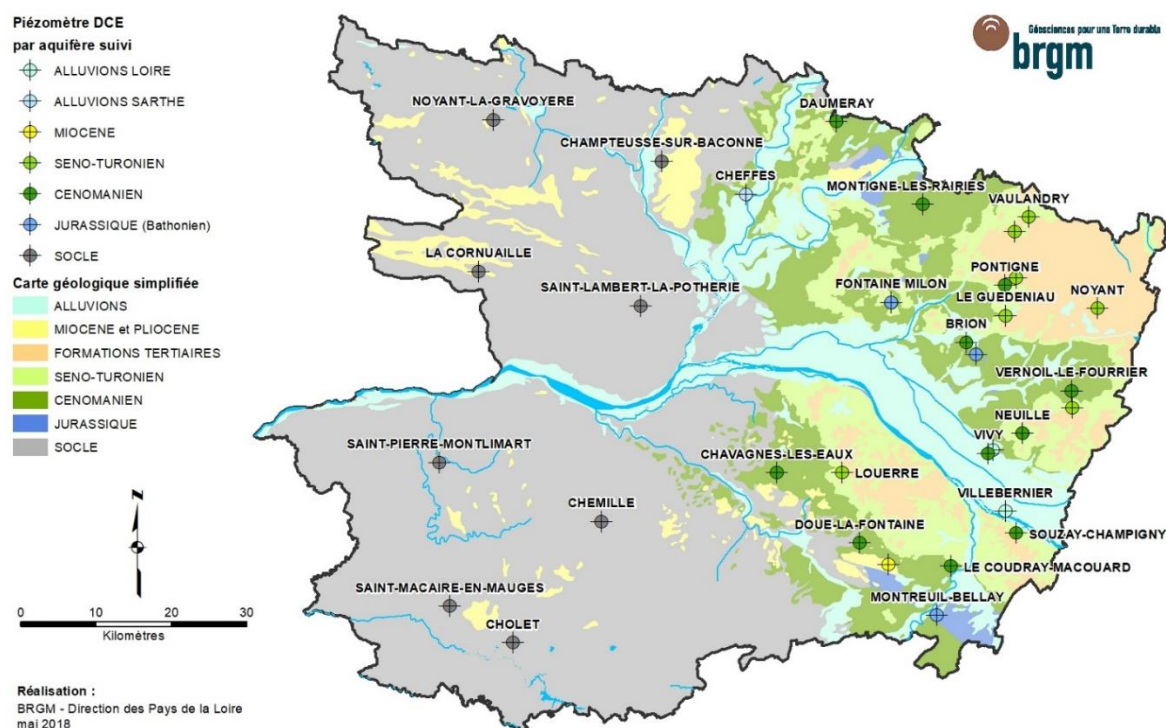 Piézomètre DCE
par aquifère suivi
ALLUVIONS LOIRE
ALLUVIONS SARTHE
MIOCENE
SENO-TURONIEN
CENOMANIEN
JURASSIQUE (Bathonien)
SOCLE
Carte géologique simplifiée
ALLUVIONS
MIOCENE et PLIOCENE
FORMATIONS TERTIAIRES
SENO-TURONIEN
CENOMANIEN
JURASSIQUE
SOCLE
N
0 10 20 30
Kilomètres
Réalisation :
BRGM - Direction des Pays de la Loire
mai 2018
Géosciences pour une Terre durable
brgm
NOYANT-LA-GRAVOYERE
DAUMERAY
CHAMPTEUSSE-SUR-BACONNE
CHEFFES
MONTIGNE-LES-RAIRIES
VAULANDRY
LA CORNUAILLE
SAINT-LAMBERT-LA-POTHERIE
FONTAINE MILON
PONTIGNE
LE GUEDENIAU
NOYANT
BRION
VERNOIL-LE-FOURRIER
NEUILLE
VIVY
SAINT-PIERRE-MONTLIMART
CHAVAGNES-LES-EAUX
LOUERRE
CHEMILLE
VILLEBERNIER
DOUE-LA-FONTAINE
SOUZAY-CHAMPIGNY
LE COUDRAY-MACOUARD
SAINT-MACAIRE-EN-MAUGES
MONTREUIL-BELLAY
CHOLET